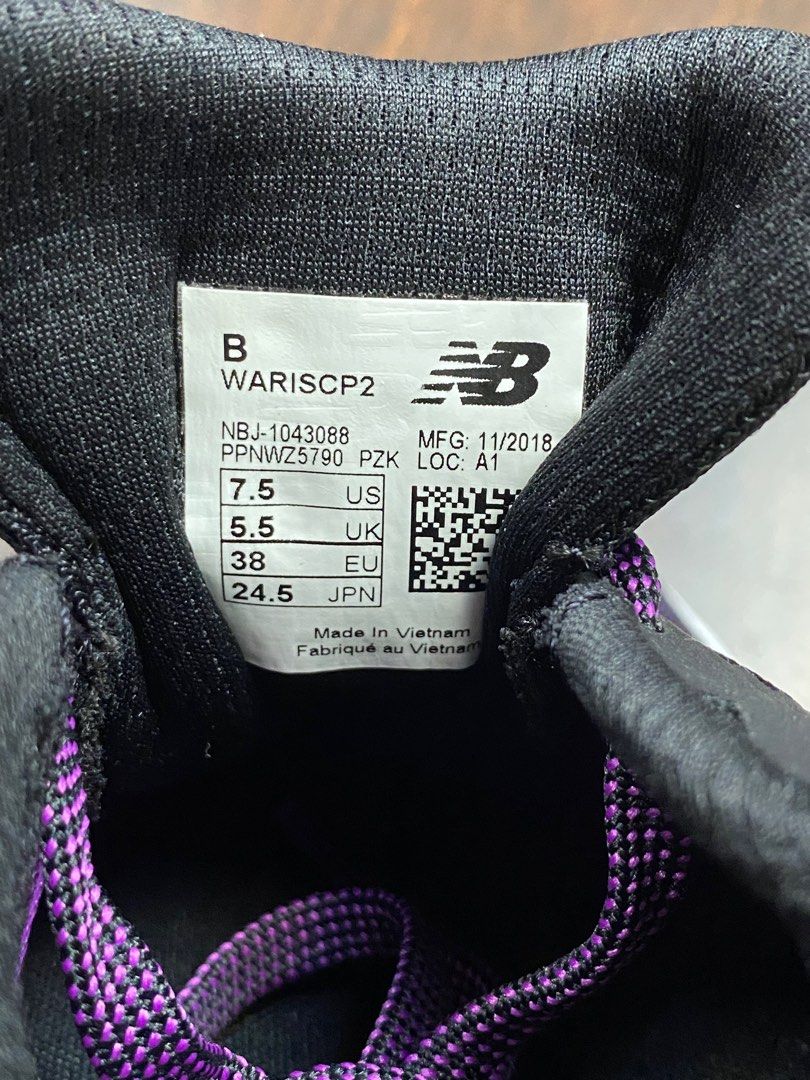 B
WARISCP2
NB
NBJ-1043088
PPNWZ5790 PZK
MFG: 11/2018
LOC: A1
7.5 US
5.5 UK
38 EU
24.5 JPN
Made In Vietnam
Fabriqué au Vietnam